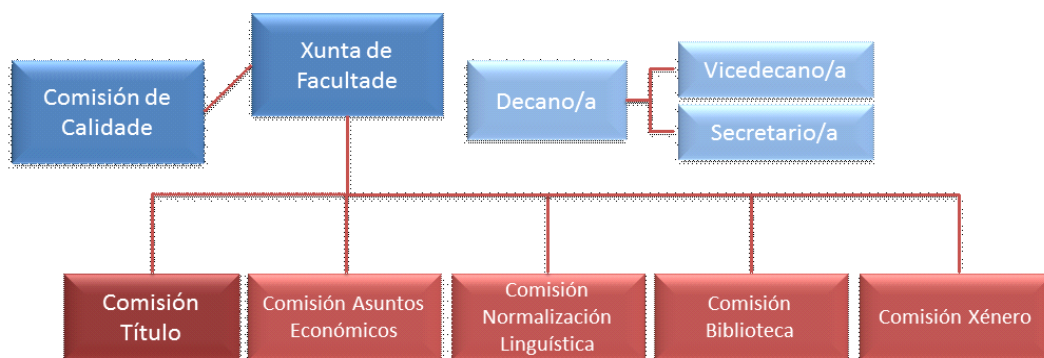 Xunta de
Facultade
Comisión de
Calidade
Decano/a
Vicedecano/a
Secretario/a
Comisión
Título
Comisión Asuntos
Económicos
Comisión
Normalización
Linguística
Comisión
Biblioteca
Comisión Xénero